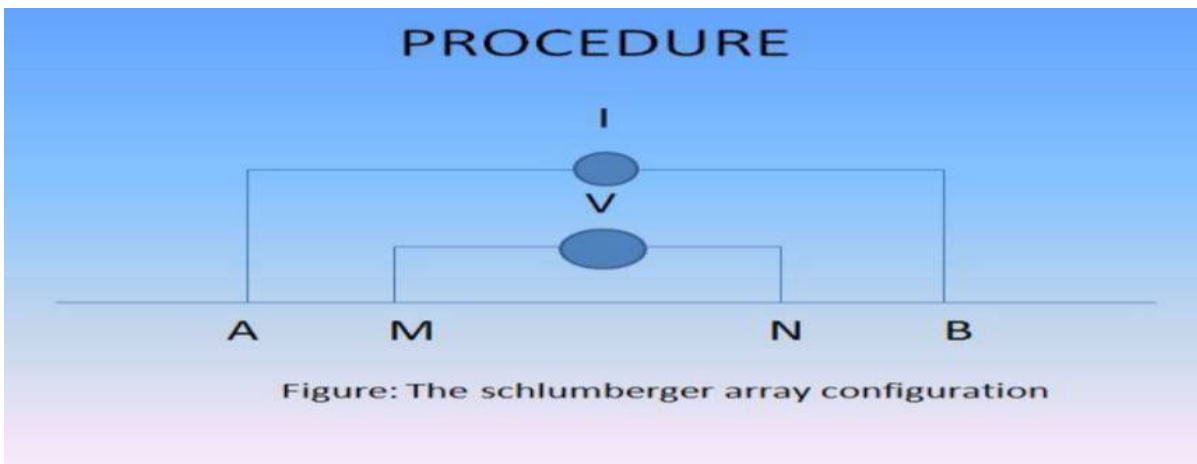 PROCEDURE
I
V
A M N B
Figure: The schlumberger array configuration